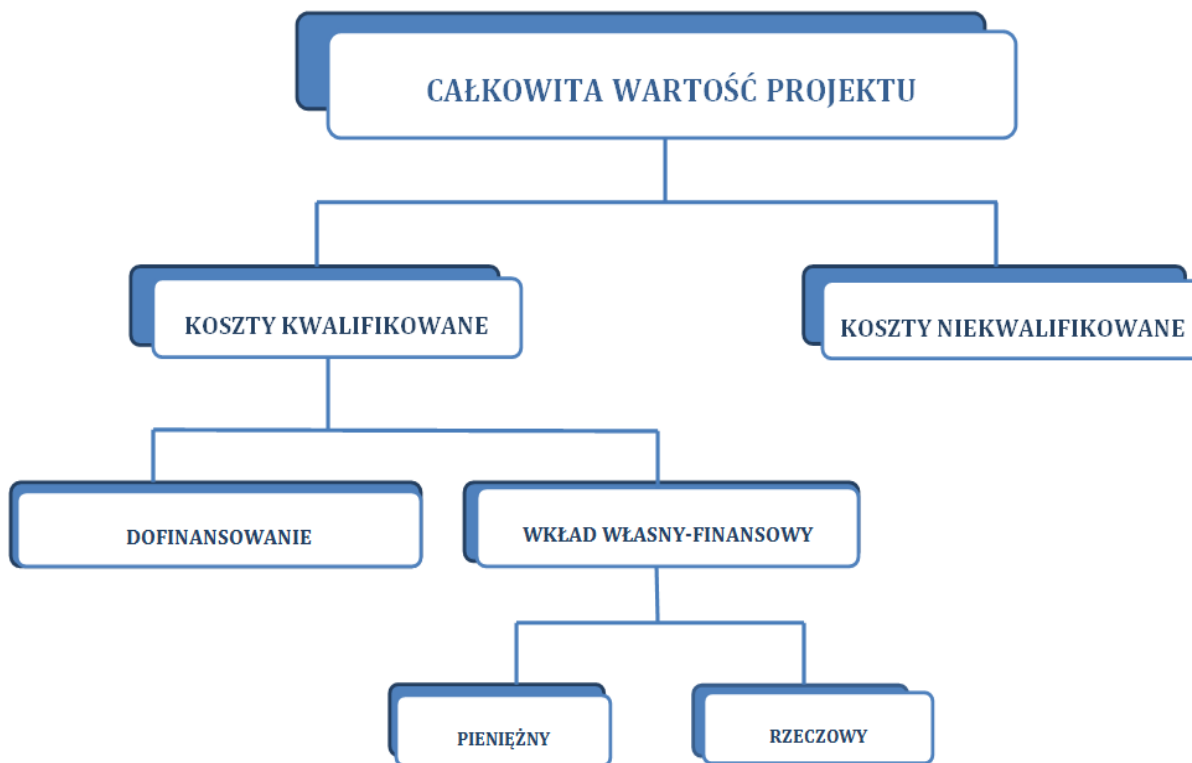 CAŁKOWITA WARTOŚĆ PROJEKTU
KOSZTY KWALIFIKOWANE
KOSZTY NIEKWALIFIKOWANE
DOFINANSOWANIE
WKŁAD WŁASNY-FINANSOWY
PIENIĘŻNY
RZECZOWY